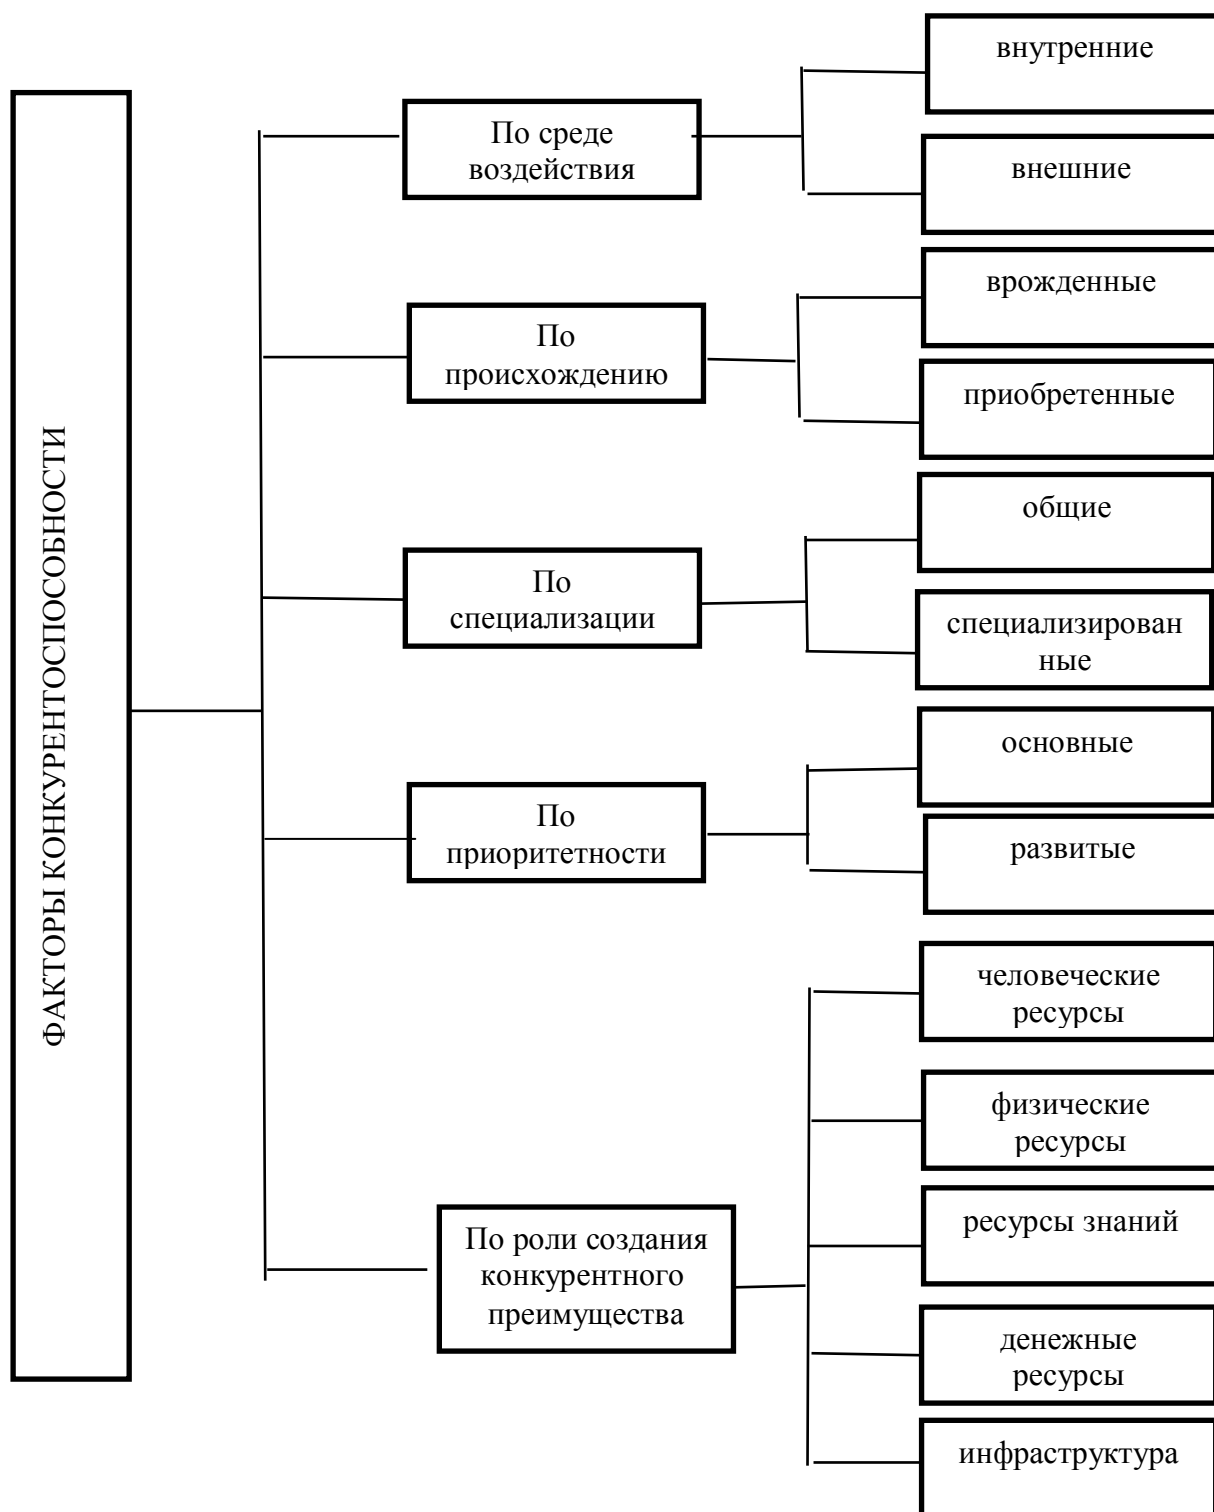 ФАКТОРЫ КОНКУРЕНТОСПОСОБНОСТИ
По среде
воздействия
внутренние
внешние
По
происхождению
врожденные
приобретенные
По
специализации
общие
специализирован
ные
По
приоритетности
основные
развитые
По роли создания
конкурентного
преимущества
человеческие
ресурсы
физические
ресурсы
ресурсы знаний
денежные
ресурсы
инфраструктура